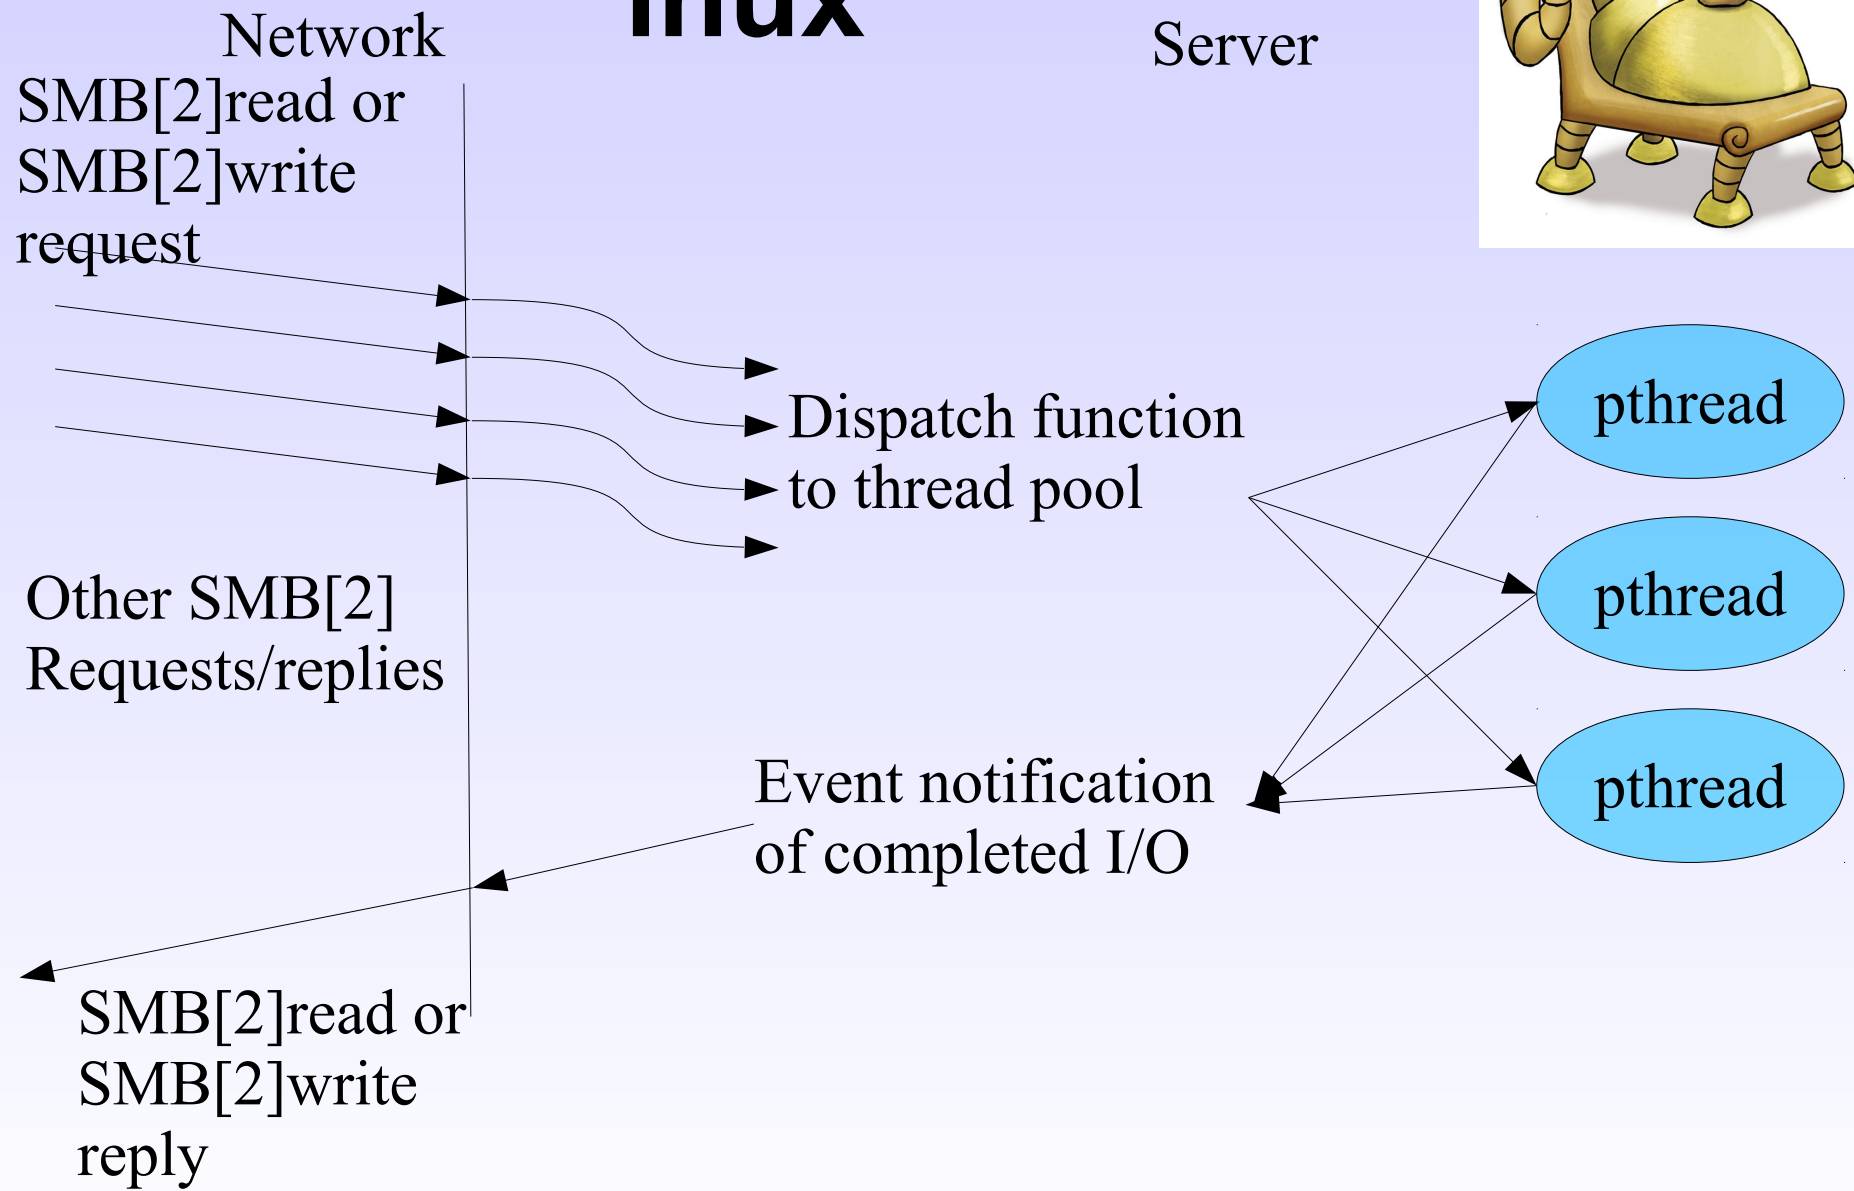 Network
Server
SMB[2]read or
SMB[2]write
request
Dispatch function
to thread pool
pthread
pthread
pthread
Other SMB[2]
Requests/replies
Event notification
of completed I/O
SMB[2]read or
SMB[2]write
reply